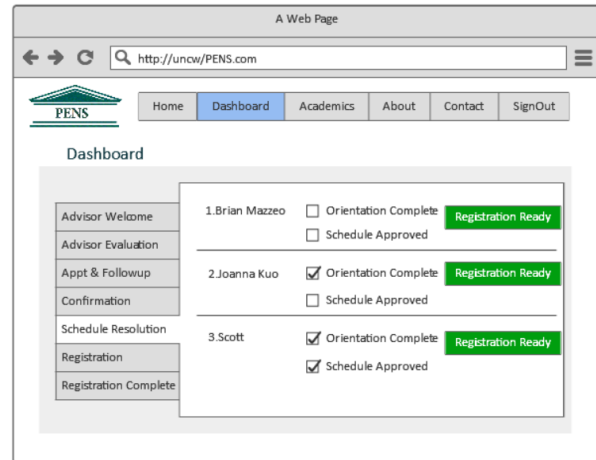 A Web Page
http://uncw/PENS.com
PENS
Home Dashboard Academics About Contact SignOut
Dashboard
Advisor Welcome
Advisor Evaluation
Appt & Followup
Confirmation
Schedule Resolution
Registration
Registration Complete
1.Brian Mazzeo Orientation Complete Registration Ready
Schedule Approved
2.Joanna Kuo Orientation Complete Registration Ready
Schedule Approved
3.Scott Orientation Complete Registration Ready
Schedule Approved